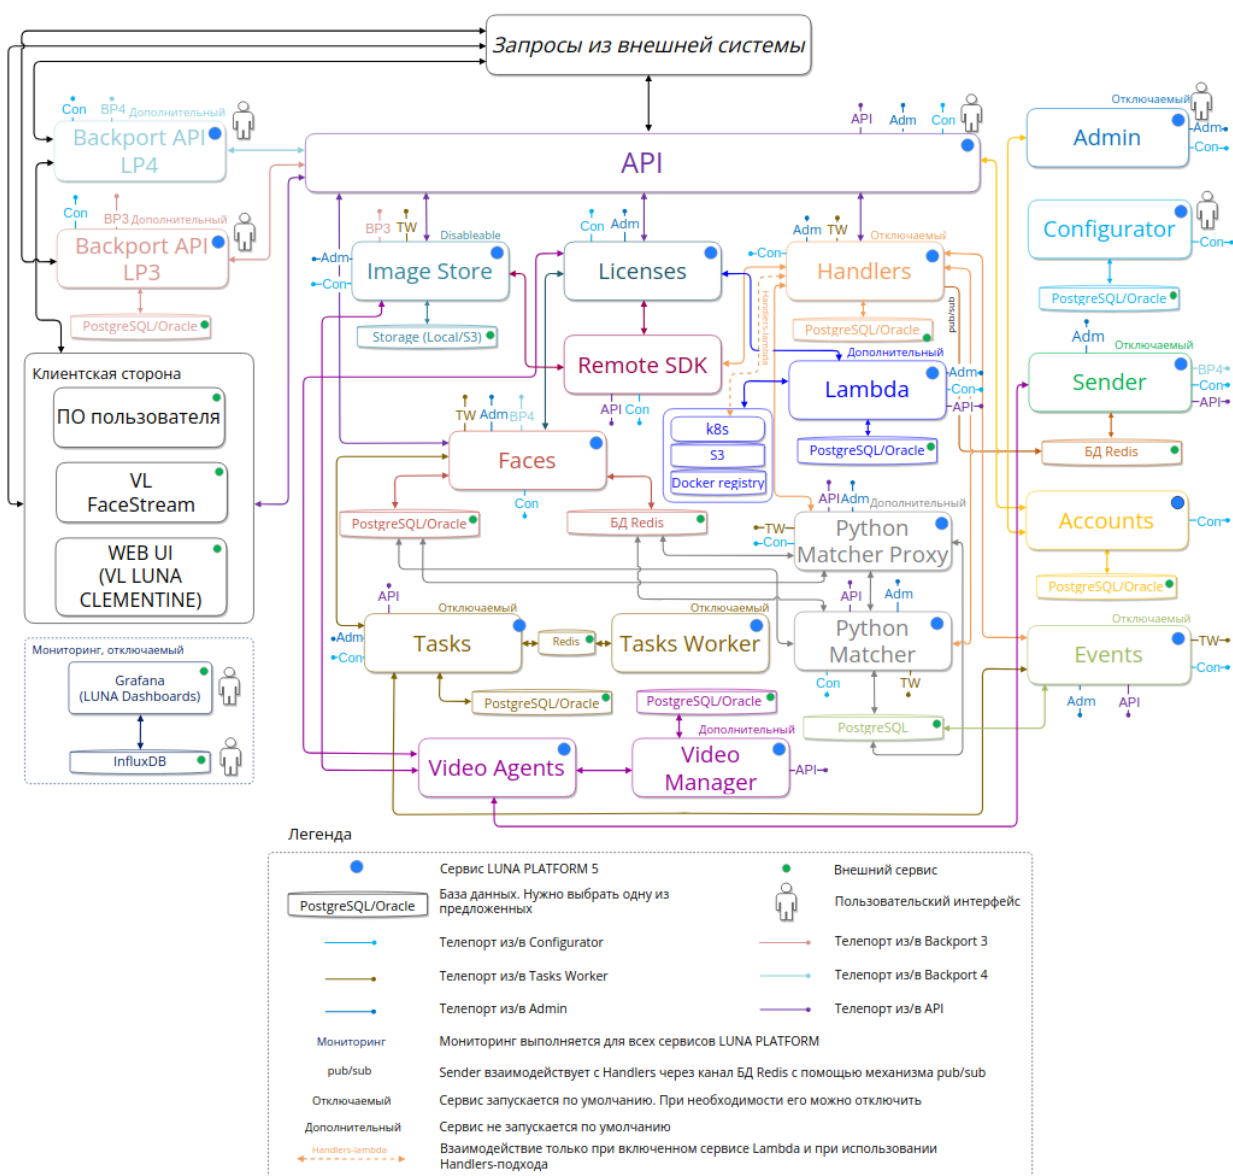 Запросы из внешней системы
Con
BP4
Дополнительный
Backport API
LP4
API
Adm
Con
API
Отключаемый
Admin
Adm
Con
Con
BP3
Дополнительный
Backport API
LP3
PostgreSQL/Oracle
BP3
TW
Disableable
Image Store
Adm
Con
Storage (Local/S3)
Con
Adm
Licenses
Adm
TW
Отключаемый
Con
Handlers
Handlers-lambda
pub/sub
PostgreSQL/Oracle
Configurator
Con
PostgreSQL/Oracle
Remote SDK
API
Con
Дополнительный
Lambda
Adm
Con
API
PostgreSQL/Oracle
k8s
S3
Docker registry
Adm
Отключаемый
Sender
BP4
Con
API
БД Redis
Клиентская сторона
ПО пользователя
VL
FaceStream
WEB UI
(VL LUNA
CLEMENTINE)
TW
Adm
BP4
Faces
Con
PostgreSQL/Oracle
БД Redis
API
Adm
Дополнительный
TW
Con
Python
Matcher Proxy
Accounts
Con
PostgreSQL/Oracle
API
Отключаемый
Adm
Con
Tasks
Redis
Отключаемый
Tasks Worker
PostgreSQL/Oracle
API
Adm
Python
Matcher
Con
TW
PostgreSQL
Отключаемый
Events
TW
Con
Adm
API
Мониторинг, отключаемый
Grafana
(LUNA Dashboards)
InfluxDB
PostgreSQL/Oracle
Дополнительный
Video Agents
Video
Manager
API
Легенда
Сервис LUNA PLATFORM 5
Внешний сервис
PostgreSQL/Oracle
База данных. Нужно выбрать одну из
предложенных
Пользовательский интерфейс
Телепорт из/в Configurator
Телепорт из/в Backport 3
Телепорт из/в Tasks Worker
Телепорт из/в Backport 4
Телепорт из/в Admin
Телепорт из/в API
Мониторинг
Мониторинг выполняется для всех сервисов LUNA PLATFORM
pub/sub
Sender взаимодействует с Handlers через канал БД Redis с помощью механизма pub/sub
Отключаемый
Сервис запускается по умолчанию. При необходимости его можно отключить
Дополнительный
Сервис не запускается по умолчанию
Handlers-lambda
Взаимодействие только при включенном сервисе Lambda и при использовании
Handlers-подхода